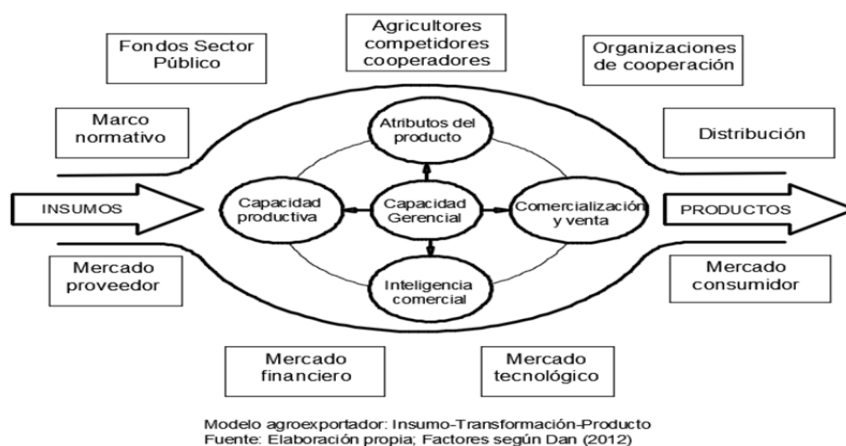 Fondos Sector
Público
Agricultores
competidores
cooperadores
Organizaciones
de cooperación
Marco
normativo
Distribución
Atributos del
producto
INSUMOS
Capacidad
productiva
Capacidad
Gerencial
Comercialización
y venta
PRODUCTOS
Inteligencia
comercial
Mercado
proveedor
Mercado
consumidor
Mercado
financiero
Mercado
tecnológico
Modelo agroexportador: Insumo-Transformación-Producto
Fuente: Elaboración propia; Factores según Dan (2012)